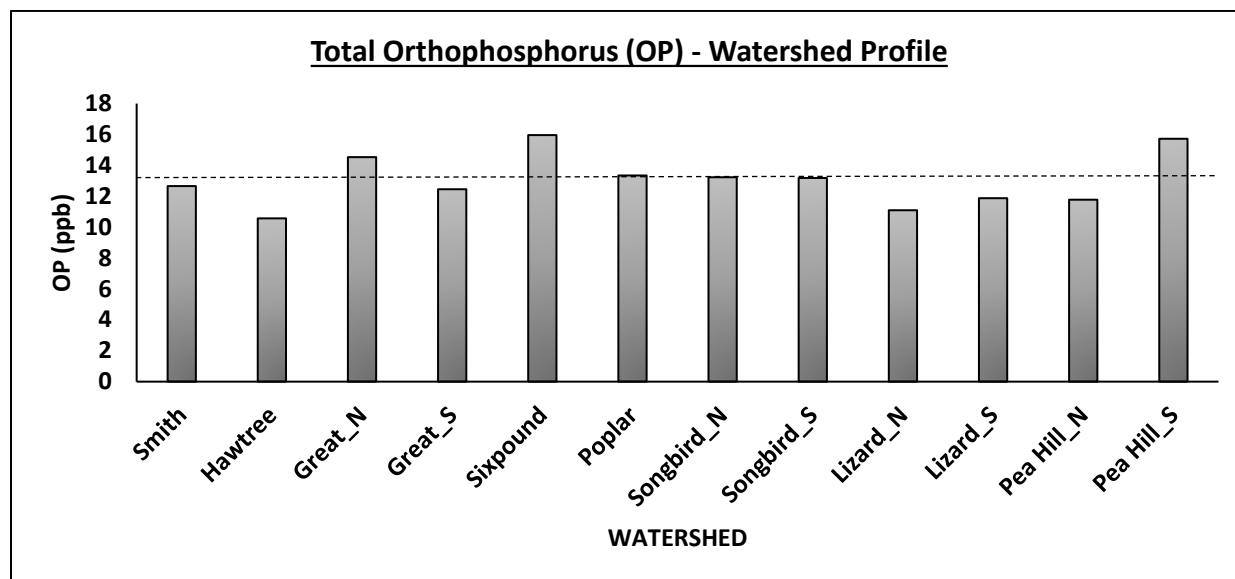 Total Orthophosphorus (OP) - Watershed Profile
18
16
14
12
10
8
6
4
2
0
OP (ppb)
Smith
Hawtree
Great_N
Great_S
Sixpound
Poplar
Songbird_N
Songbird_S
Lizard_N
Lizard_S
Pea Hill_N
Pea Hill_S
WATERSHED